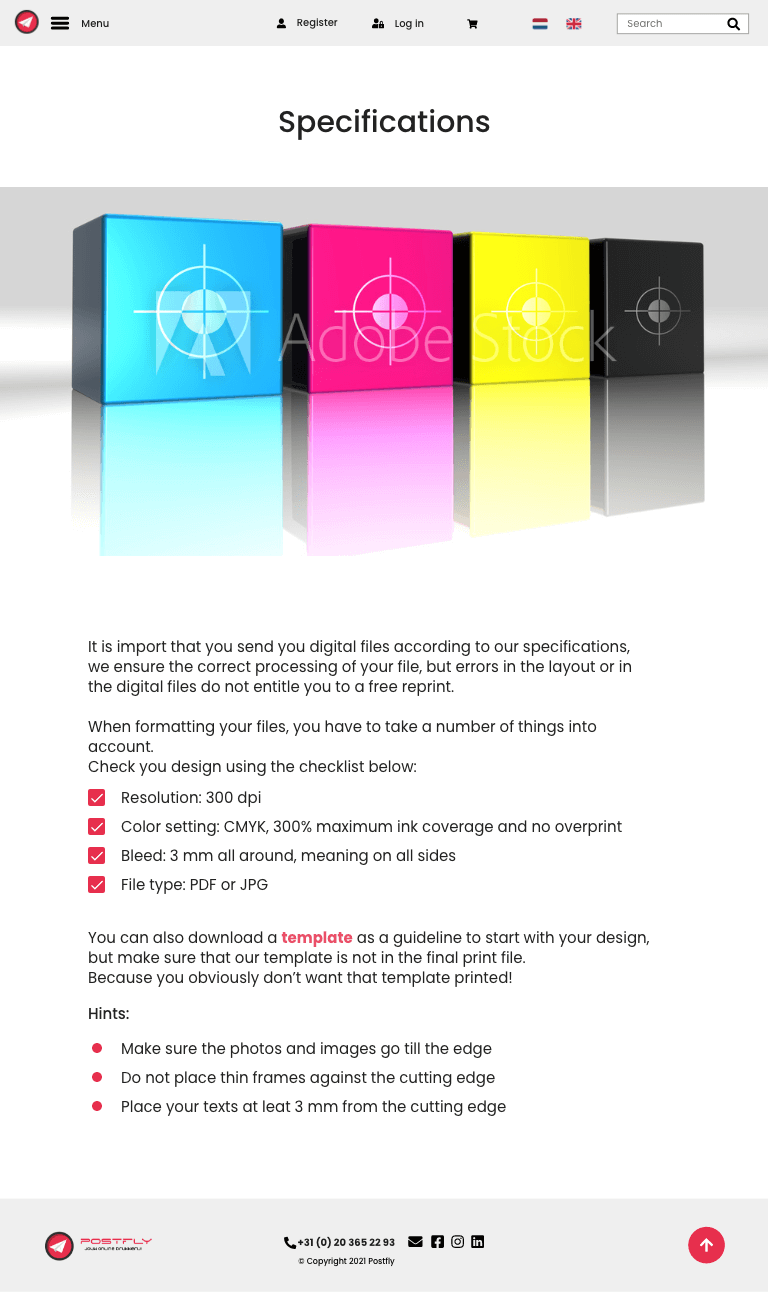 Menu
Register
Log in
Search
Specifications
Adobe Stock
It is import that you send you digital files according to our specifications,
we ensure the correct processing of your file, but errors in the layout or in
the digital files do not entitle you to a free reprint.
When formatting your files, you have to take a number of things into
account.
Check you design using the checklist below:
Resolution: 300 dpi
Color setting: CMYK, 300% maximum ink coverage and no overprint
Bleed: 3 mm all around, meaning on all sides
File type: PDF or JPG
You can also download a template as a guideline to start with your design,
but make sure that our template is not in the final print file.
Because you obviously don’t want that template printed!
Hints:
Make sure the photos and images go till the edge
Do not place thin frames against the cutting edge
Place your texts at leat 3 mm from the cutting edge
POSTFLY
JOUW ONLINE DRUKKERIJ
+31 (0) 20 365 22 93
© Copyright 2021 Postfly